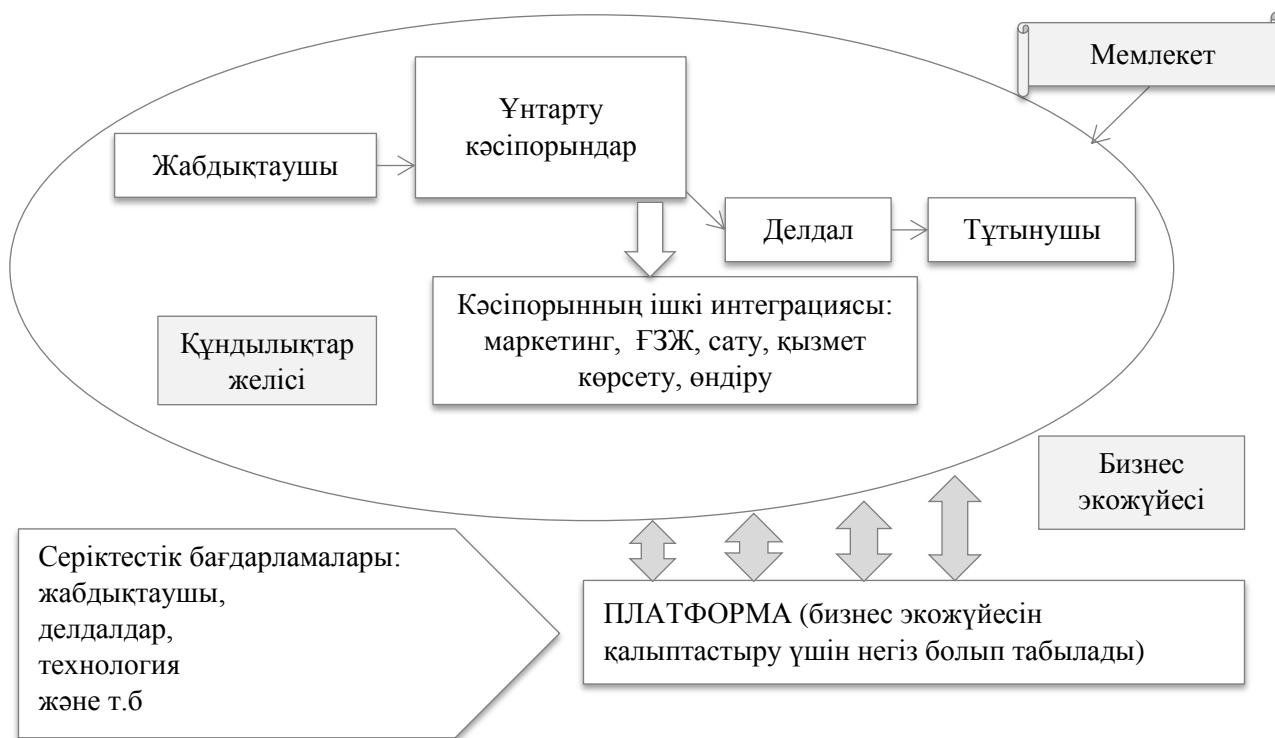 Мемлекет
Ұнтарту
кәсіпорындар
Жабдықтаушы
Делдал
Тұтынушы
Кәсіпорынның ішкі интеграциясы:
маркетинг, ҒЗЖ, сату, қызмет
көрсету, өндіру
Құндылықтар
желісі
Бизнес
экожүйесі
Серіктестік бағдарламалары:
жабдықтаушы,
делдалдар,
технология
және т.б
ПЛАТФОРМА (бизнес экожүйесін
қалыптастыру үшін негіз болып табылады)